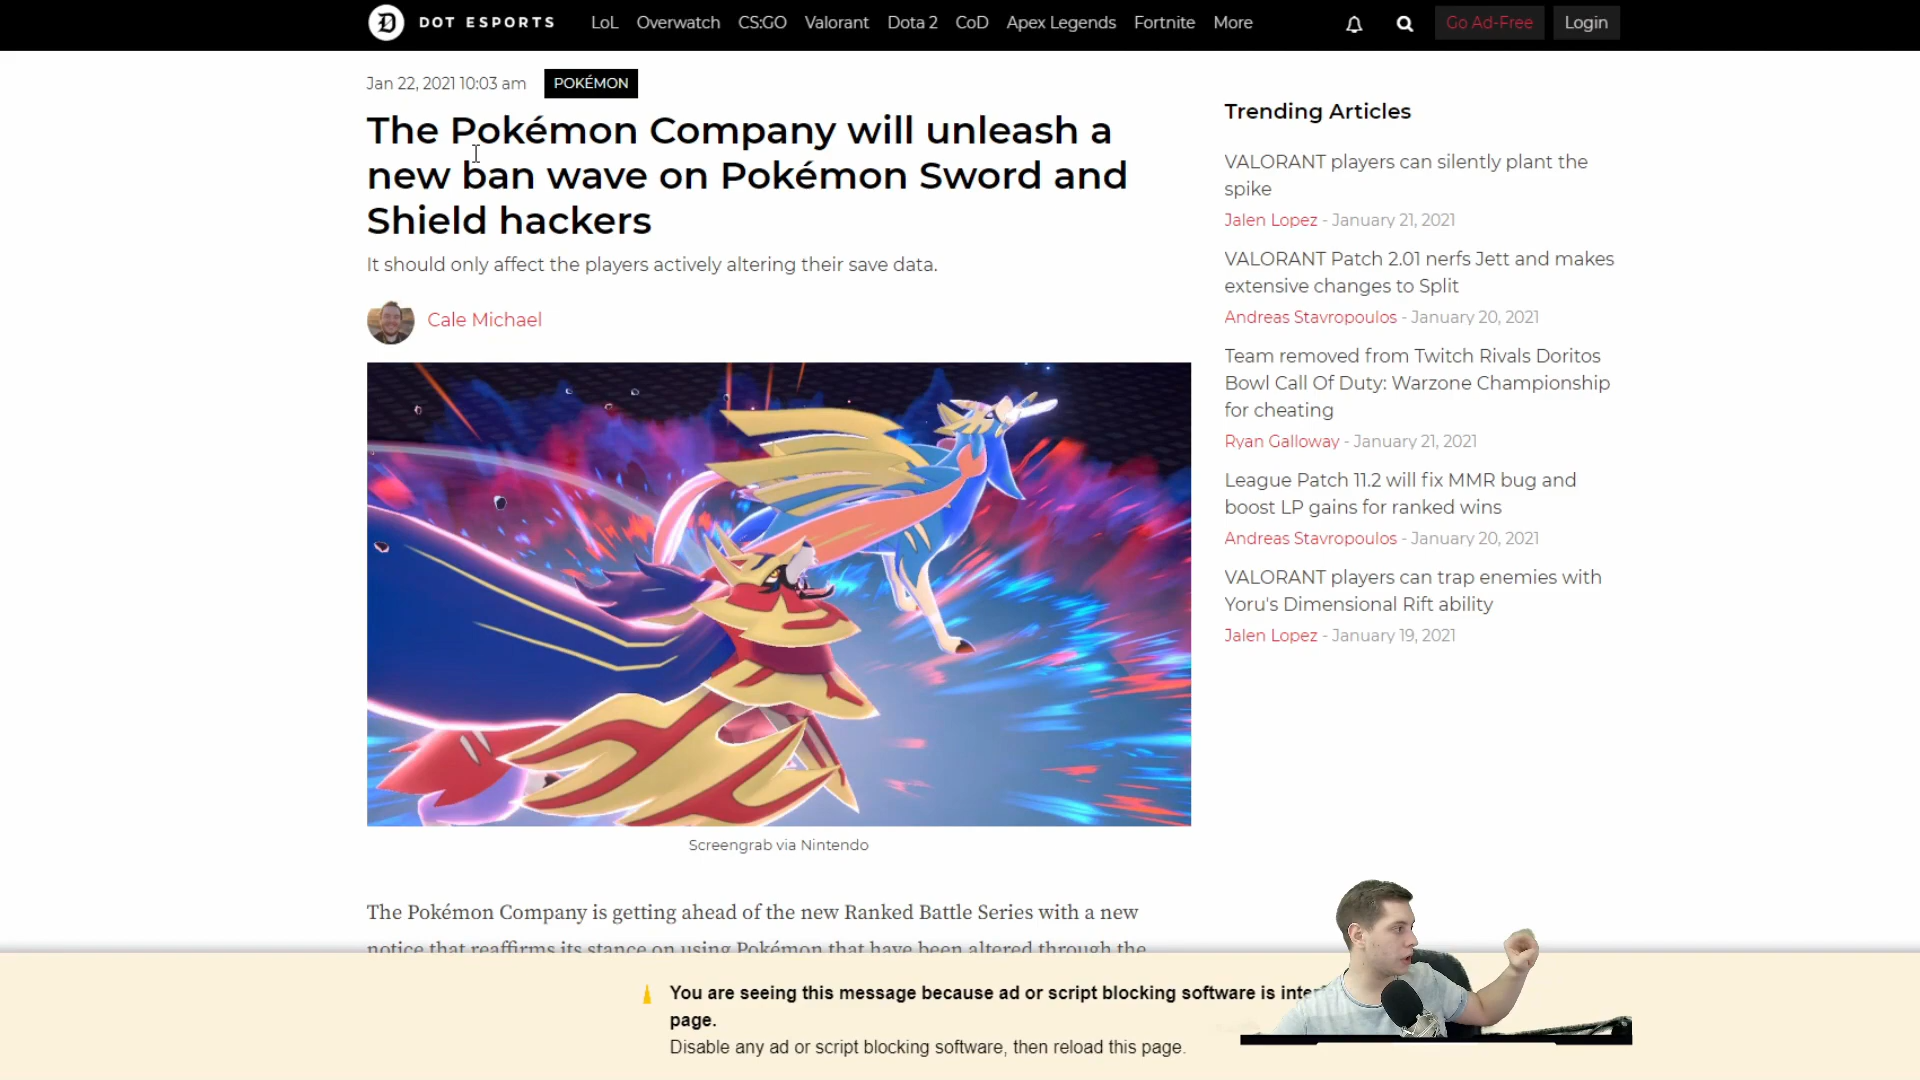 DOT ESPORTS LoL Overwatch CS:GO Valorant Dota 2 CoD Apex Legends Fortnite More Go Ad-Free Login
Jan 22, 2021 10:03 am POKÉMON
The Pokémon Company will unleash a
new ban wave on Pokémon Sword and
Shield hackers
It should only affect the players actively altering their save data.
Cale Michael
Screengrab via Nintendo
The Pokémon Company is getting ahead of the new Ranked Battle Series with a new
notice that reaffirms its stance on using Pokémon that have been altered through the
Trending Articles
VALORANT players can silently plant the
spike
Jalen Lopez - January 21, 2021
VALORANT Patch 2.01 nerfs Jett and makes
extensive changes to Split
Andreas Stavropoulos - January 20, 2021
Team removed from Twitch Rivals Doritos
Bowl Call Of Duty: Warzone Championship
for cheating
Ryan Galloway - January 21, 2021
League Patch 11.2 will fix MMR bug and
boost LP gains for ranked wins
Andreas Stavropoulos - January 20, 2021
VALORANT players can trap enemies with
Yoru's Dimensional Rift ability
Jalen Lopez - January 19, 2021
You are seeing this message because ad or script blocking software is
page.
Disable any ad or script blocking software, then reload this page.